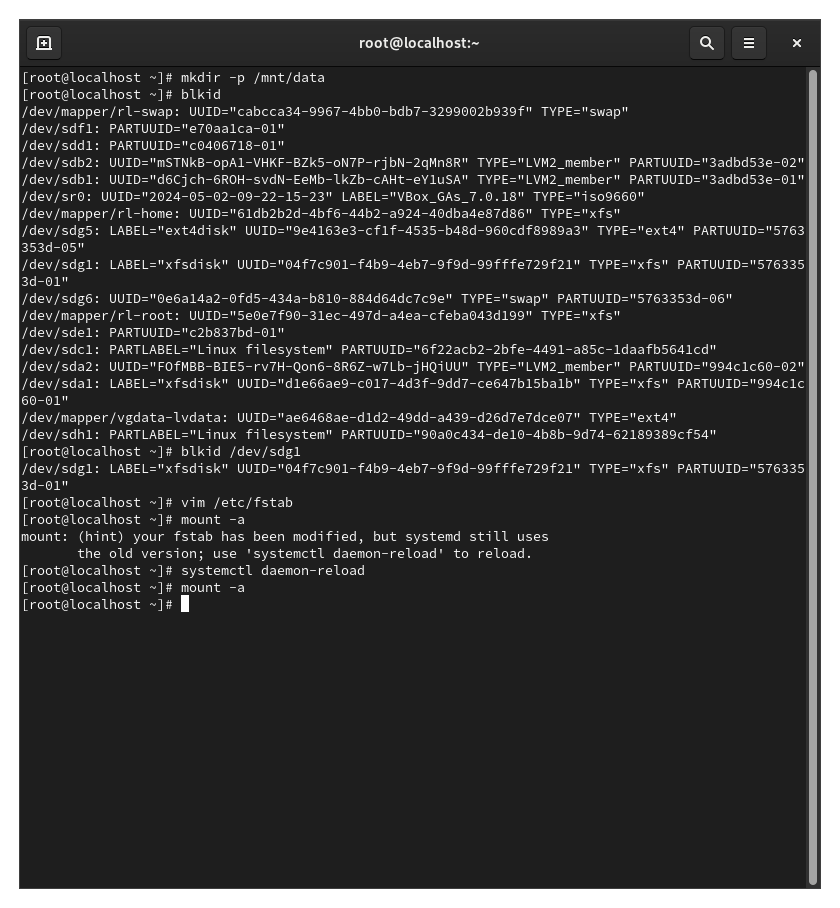 root@localhost:~
[root@localhost ~]# mkdir -p /mnt/data
[root@localhost ~]# blkid
/dev/mapper/rl-swap: UUID="cabcca34-9967-4bb0-bdb7-3299002b939f" TYPE="swap"
/dev/sdf1: PARTUUID="e70aa1ca-01"
/dev/sdd1: PARTUUID="c0406718-01"
/dev/sdb2: UUID="mSTNkB-opA1-VHKF-BZk5-oN7P-rjbN-2qMn8R" TYPE="LVM2_member" PARTUUID="3adbd53e-02"
/dev/sdb1: UUID="d6Cjch-6ROH-svdN-EeMb-lkZb-cAHt-eY1uSA" TYPE="LVM2_member" PARTUUID="3adbd53e-01"
/dev/sr0: UUID="2024-05-02-09-22-15-23" LABEL="VBox_GAs_7.0.18" TYPE="iso9660"
/dev/mapper/rl-home: UUID="61db2b2d-4bf6-44b2-a924-40dba4e87d86" TYPE="xfs"
/dev/sdg5: LABEL="ext4disk" UUID="9e4163e3-cf1f-4535-b48d-960cdf8989a3" TYPE="ext4" PARTUUID="5763
353d-05"
/dev/sdg1: LABEL="xfsdisk" UUID="04f7c901-f4b9-4eb7-9f9d-99fffe729f21" TYPE="xfs" PARTUUID="576335
3d-01"
/dev/sdg6: UUID="0e6a14a2-0fd5-434a-b810-884d64dc7c9e" TYPE="swap" PARTUUID="5763353d-06"
/dev/mapper/rl-root: UUID="5e0e7f90-31ec-497d-a4ea-cfeba043d199" TYPE="xfs"
/dev/sde1: PARTUUID="c2b837bd-01"
/dev/sdc1: PARTLABEL="Linux filesystem" PARTUUID="6f22acb2-2bfe-4491-a85c-1daafb5641cd"
/dev/sda2: UUID="FOfMBB-BIE5-rv7H-Qon6-8R6Z-w7Lb-jHQiUU" TYPE="LVM2_member" PARTUUID="994c1c60-02"
/dev/sda1: LABEL="xfsdisk" UUID="d1e66ae9-c017-4d3f-9dd7-ce647b15ba1b" TYPE="xfs" PARTUUID="994c1c
60-01"
/dev/mapper/vgdata-lvdata: UUID="ae6468ae-d1d2-49dd-a439-d26d7e7dce07" TYPE="ext4"
/dev/sdh1: PARTLABEL="Linux filesystem" PARTUUID="90a0c434-de10-4b8b-9d74-62189389cf54"
[root@localhost ~]# blkid /dev/sdg1
/dev/sdg1: LABEL="xfsdisk" UUID="04f7c901-f4b9-4eb7-9f9d-99fffe729f21" TYPE="xfs" PARTUUID="576335
3d-01"
[root@localhost ~]# vim /etc/fstab
[root@localhost ~]# mount -a
mount: (hint) your fstab has been modified, but systemd still uses
       the old version; use 'systemctl daemon-reload' to reload.
[root@localhost ~]# systemctl daemon-reload
[root@localhost ~]# mount -a
[root@localhost ~]#